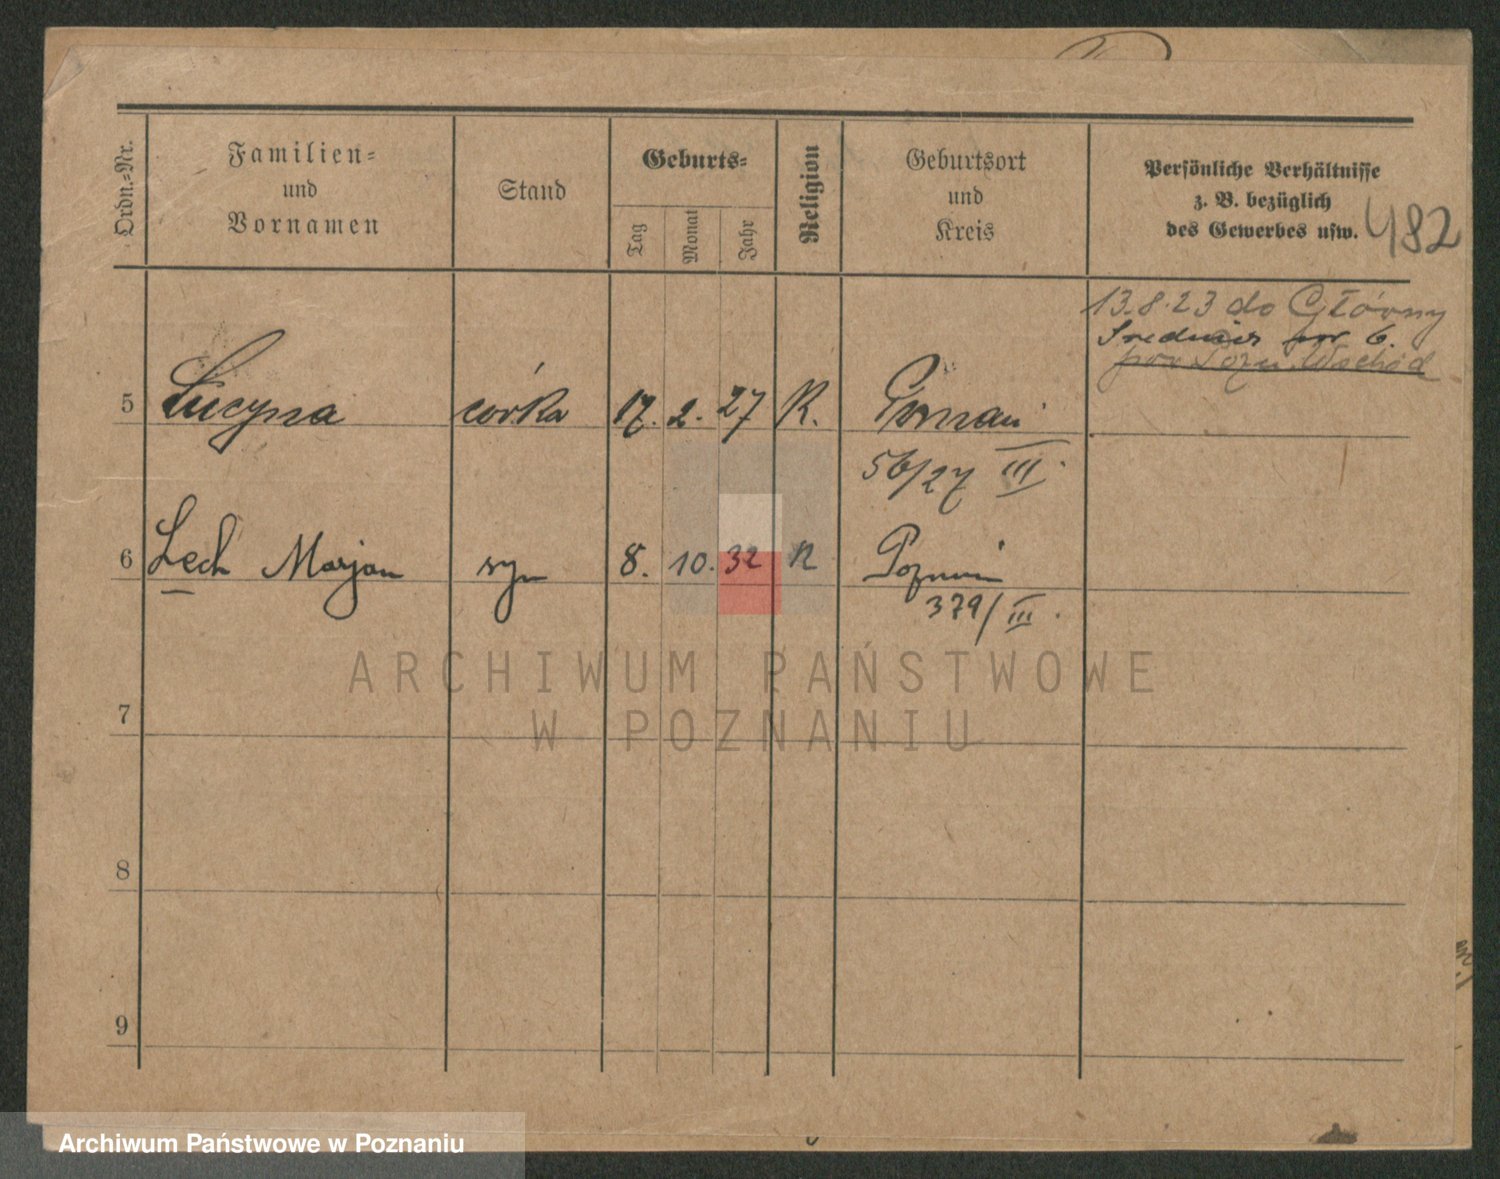 Ordn.-Nr.
Familien-
und
Vornamen
Stand
Geburts-
Tag
Monat
Jahr
Religion
Geburtsort
und
Kreis
Persönliche Verhältnisse
z. B. bezüglich
des Gewerbes usw.
482
13.8.23 do Główny
6.
Wschód
5 Lucyna córka 17. 2. 27 R. Poznań
56/27 III.
6 Lech Marjan syn 8. 10. 32 R Poznań
379/III.
7
8
9
ARCHIWUM PAŃSTWOWE
W POZNANIU
Archiwum Państwowe w Poznaniu